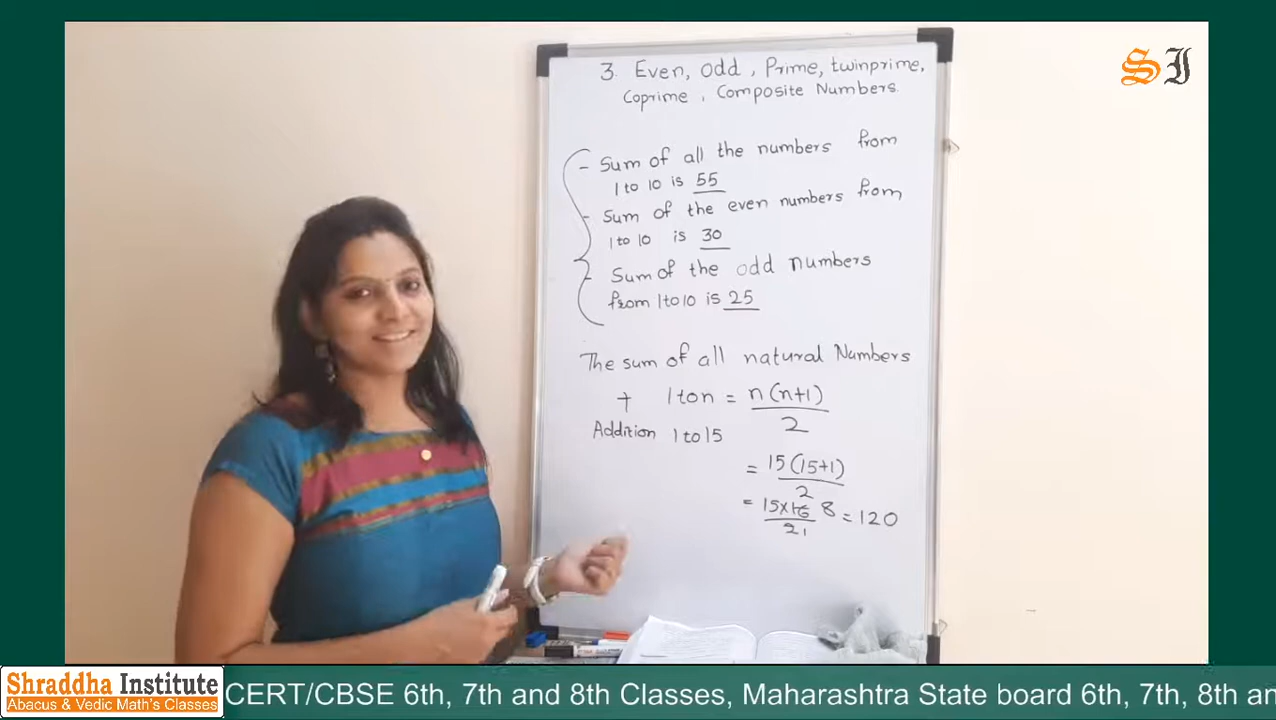 SI
3. Even, odd, Prime, twinprime,
Coprime, Composite Numbers.
- Sum of all the numbers from
1 to 10 is 55
- Sum of the even numbers from
1 to 10 is 30
- Sum of the odd numbers
from 1 to 10 is 25
The sum of all natural Numbers
+ 1 to n = n(n+1)
2
Addition 1 to 15
= 15(15+1)
2
= 15×16 8 = 120
2 1
Shraddha Institute
Abacus & Vedic Math's Classes
CERT/CBSE 6th, 7th and 8th Classes, Maharashtra State board 6th, 7th, 8th an